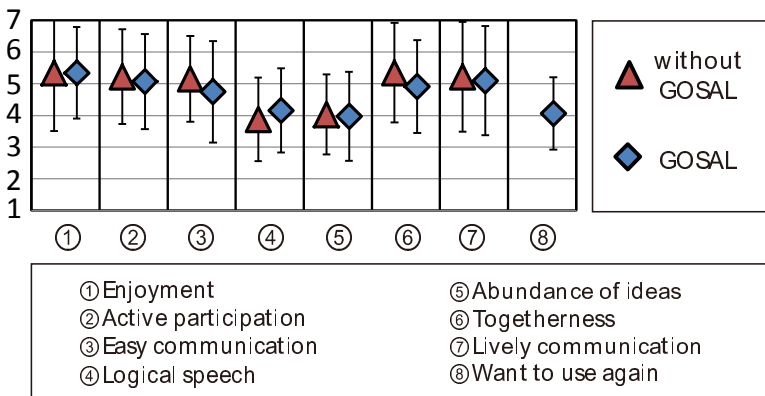 7
6
5
4
3
2
1
① ② ③ ④ ⑤ ⑥ ⑦ ⑧
without
GOSAL
GOSAL
①Enjoyment
②Active participation
③Easy communication
④Logical speech
⑤Abundance of ideas
⑥Togetherness
⑦Lively communication
⑧Want to use again